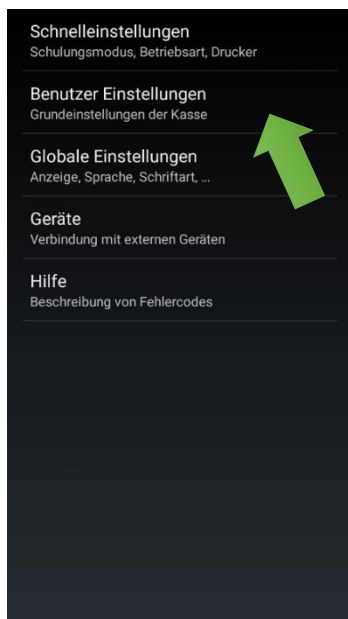 Schnelleinstellungen
Schulungsmodus, Betriebsart, Drucker
Benutzer Einstellungen
Grundeinstellungen der Kasse
Globale Einstellungen
Anzeige, Sprache, Schriftart, ...
Geräte
Verbindung mit externen Geräten
Hilfe
Beschreibung von Fehlercodes